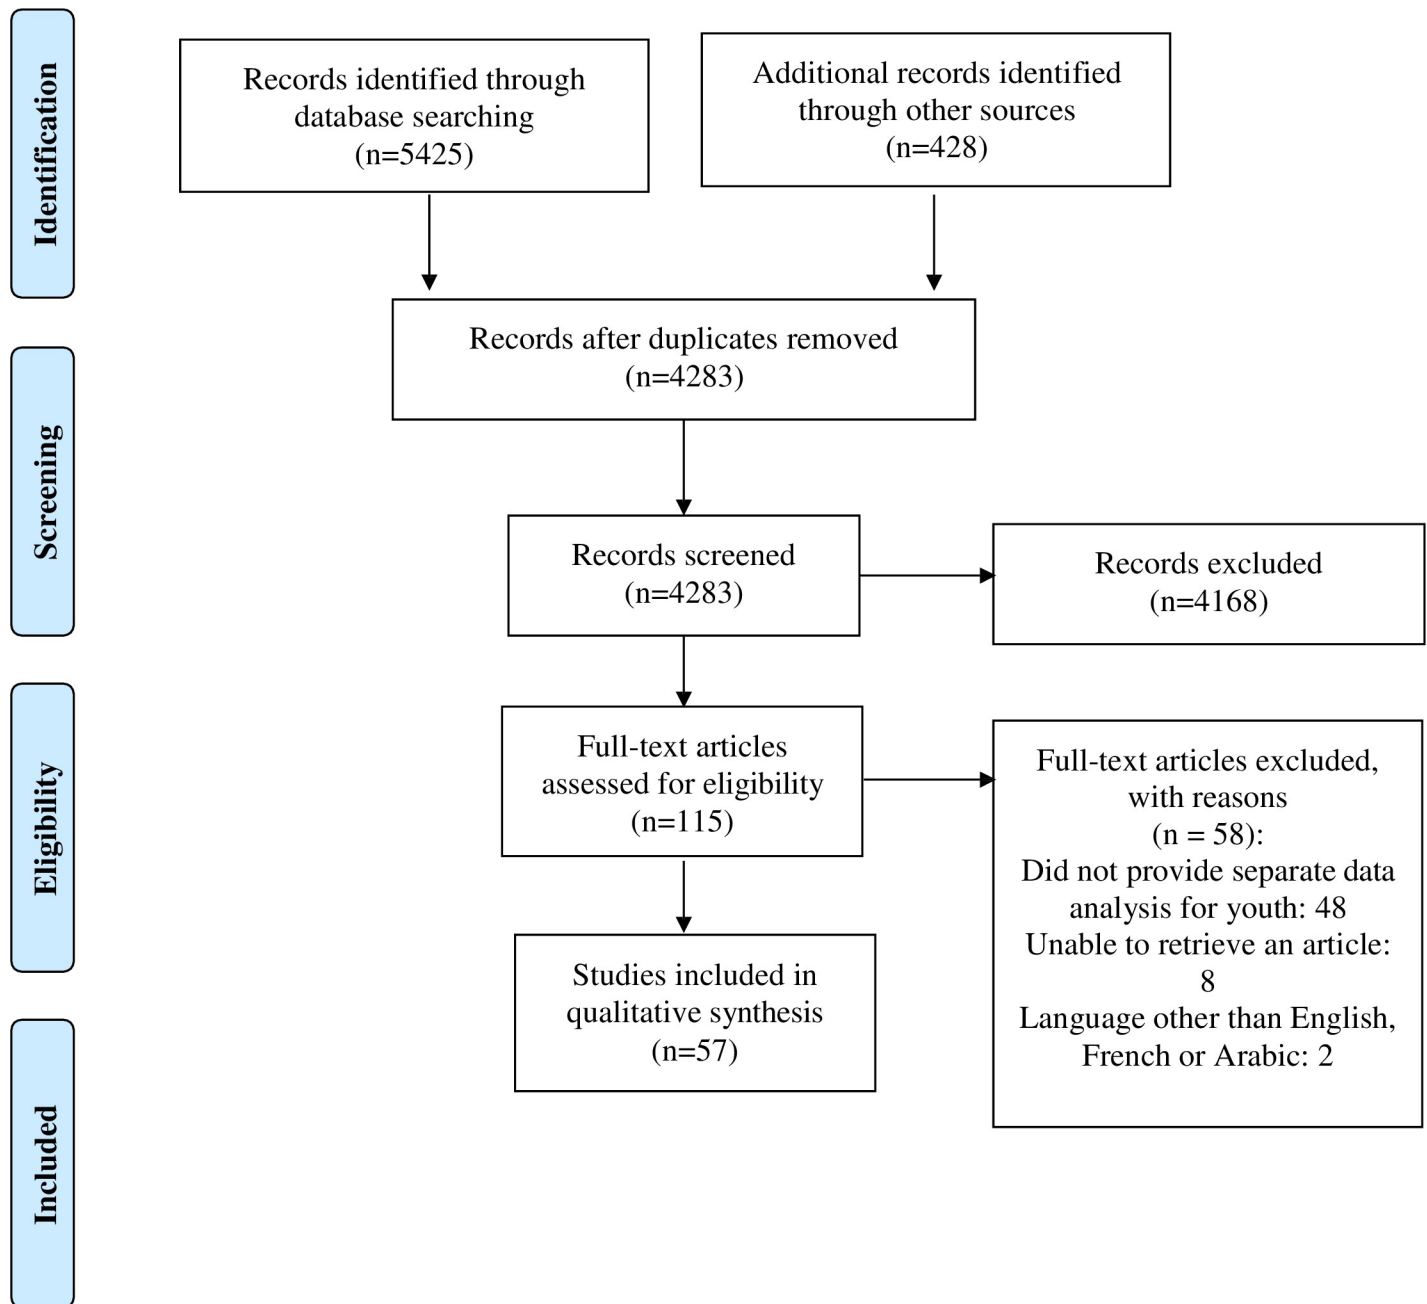 Identification
Records identified through
database searching
(n=5425)
Additional records identified
through other sources
(n=428)
Records after duplicates removed
(n=4283)
Screening
Records screened
(n=4283)
Records excluded
(n=4168)
Eligibility
Full-text articles
assessed for eligibility
(n=115)
Full-text articles excluded,
with reasons
(n = 58):
Did not provide separate data
analysis for youth: 48
Unable to retrieve an article:
8
Language other than English,
French or Arabic: 2
Studies included in
qualitative synthesis
(n=57)
Included